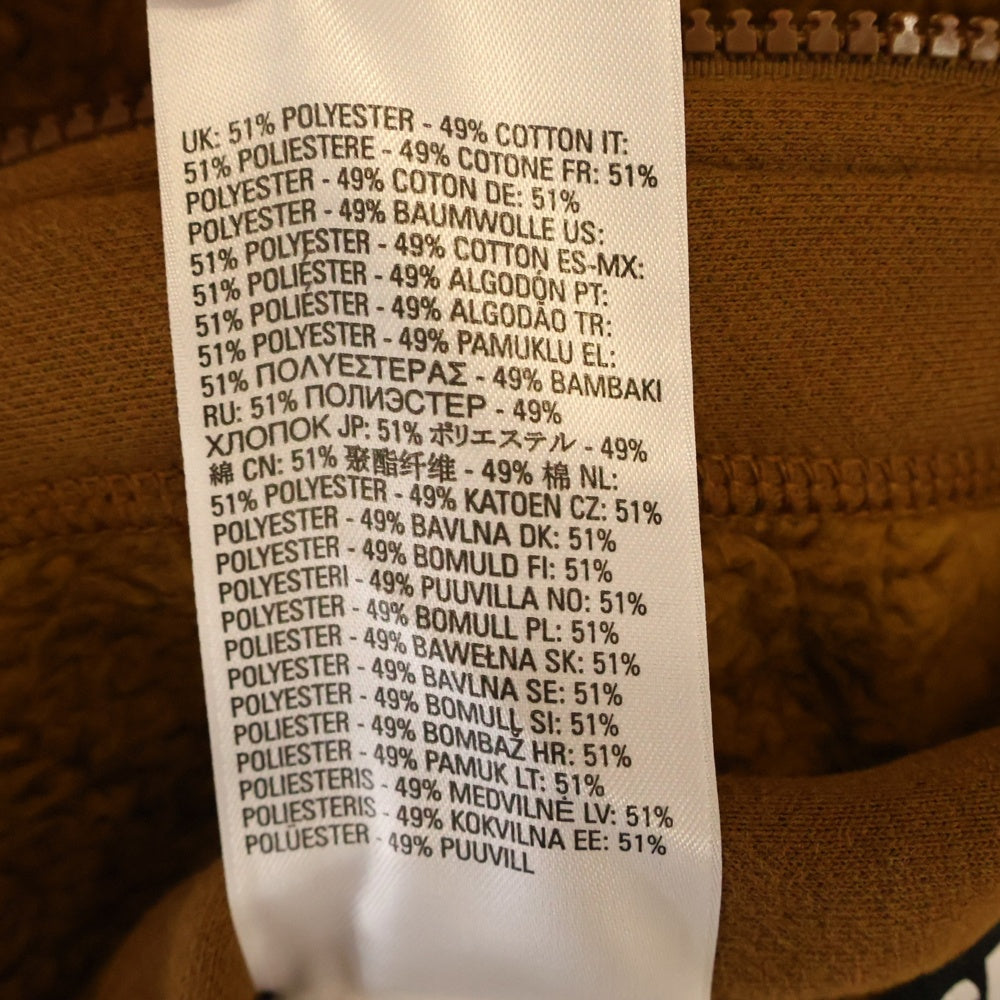 UK: 51% POLYESTER - 49% COTTON IT:
51% POLIESTERE - 49% COTONE FR: 51%
POLYESTER - 49% COTON DE: 51%
POLYESTER - 49% BAUMWOLLE US:
51% POLYESTER - 49% COTTON ES-MX:
51% POLIÉSTER - 49% ALGODÓN PT:
51% POLIÉSTER - 49% ALGODÃO TR:
51% POLYESTER - 49% PAMUKLU EL:
51% ΠΟΛΥΕΣΤΕΡΑΣ - 49% ΒΑΜΒΑΚΙ
RU: 51% ПОЛИЭСТЕР - 49%
ХЛОПОК JP: 51% ポリエステル - 49%
綿 CN: 51% 聚酯纤维 - 49% 棉 NL:
51% POLYESTER - 49% KATOEN CZ: 51%
POLYESTER - 49% BAVLNA DK: 51%
POLYESTER - 49% BOMULD FI: 51%
POLYESTERI - 49% PUUVILLA NO: 51%
POLYESTER - 49% BOMULL PL: 51%
POLIESTER - 49% BAWEŁNA SK: 51%
POLYESTER - 49% BAVLNA SE: 51%
POLYESTER - 49% BOMULL SI: 51%
POLIESTER - 49% BOMBAŽ HR: 51%
POLIESTER - 49% PAMUK LT: 51%
POLIESTERIS - 49% MEDVILNĖ LV: 51%
POLIESTERIS - 49% KOKVILNA EE: 51%
POLÜESTER - 49% PUUVILL